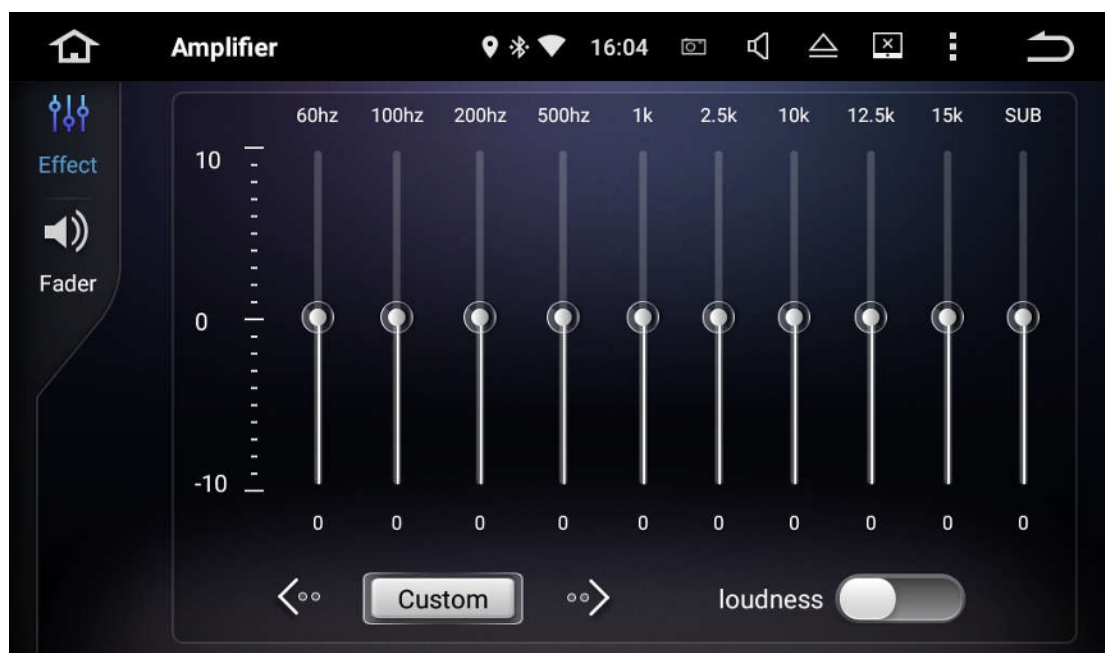 Amplifier 16:04
60hz 100hz 200hz 500hz 1k 2.5k 10k 12.5k 15k SUB
Effect
10
Fader
0
-10
0 0 0 0 0 0 0 0 0 0
Custom loudness